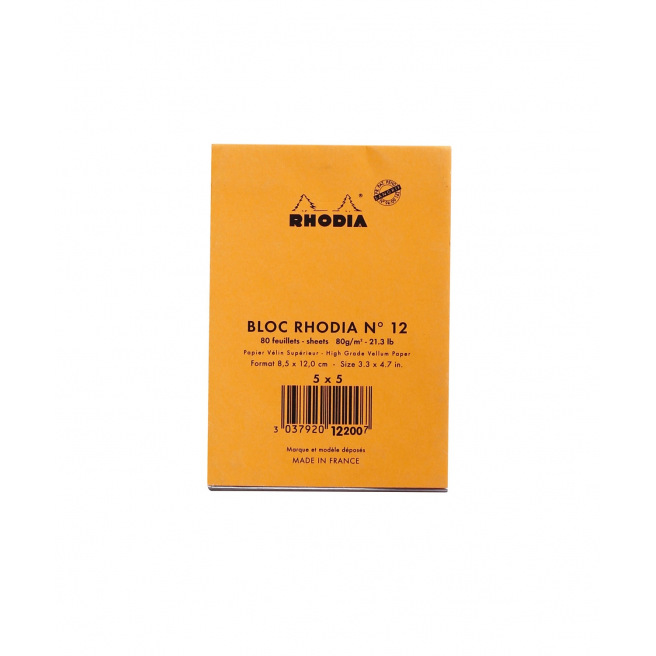 RHODIA ®
BLOC RHODIA N° 12
80 feuillets - sheets 80g/m² - 21.3 lb
Papier Vélin Supérieur - High Grade Vellum Paper
Format 8,5 x 12,0 cm - Size 3.3 x 4.7 in.
5 x 5
3 037920 122007
Marque et modèle déposés
MADE IN FRANCE